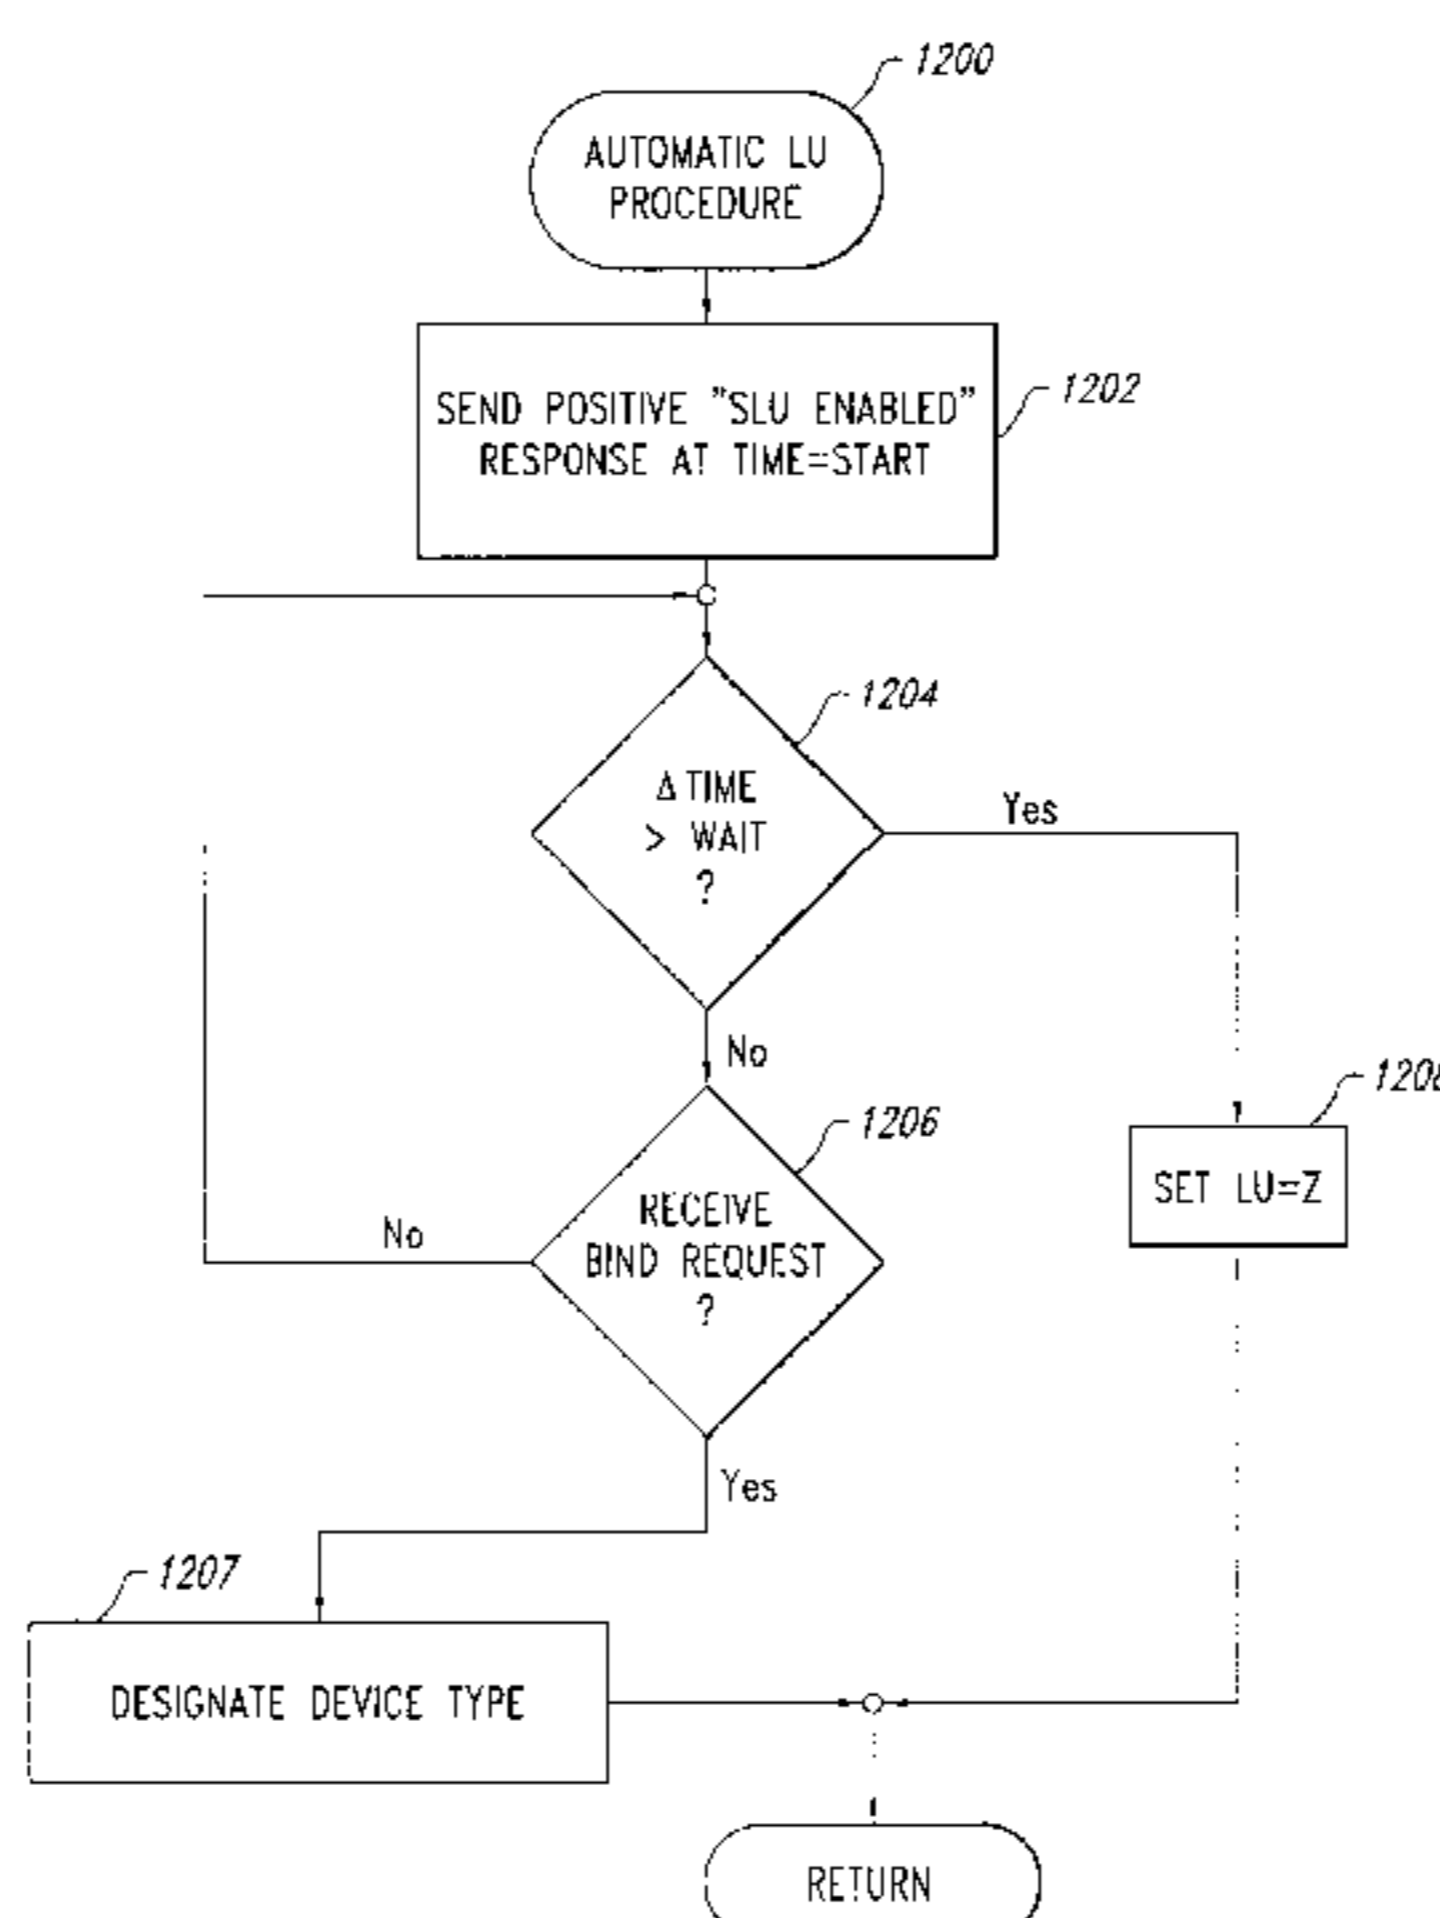 1200
AUTOMATIC LU
PROCEDURE
1202
SEND POSITIVE "SLU ENABLED"
RESPONSE AT TIME=START
1204
Δ TIME
> WAIT
?
Yes
No
1206
1208
RECEIVE
BIND REQUEST
?
SET LU=Z
No
Yes
1207
DESIGNATE DEVICE TYPE
RETURN